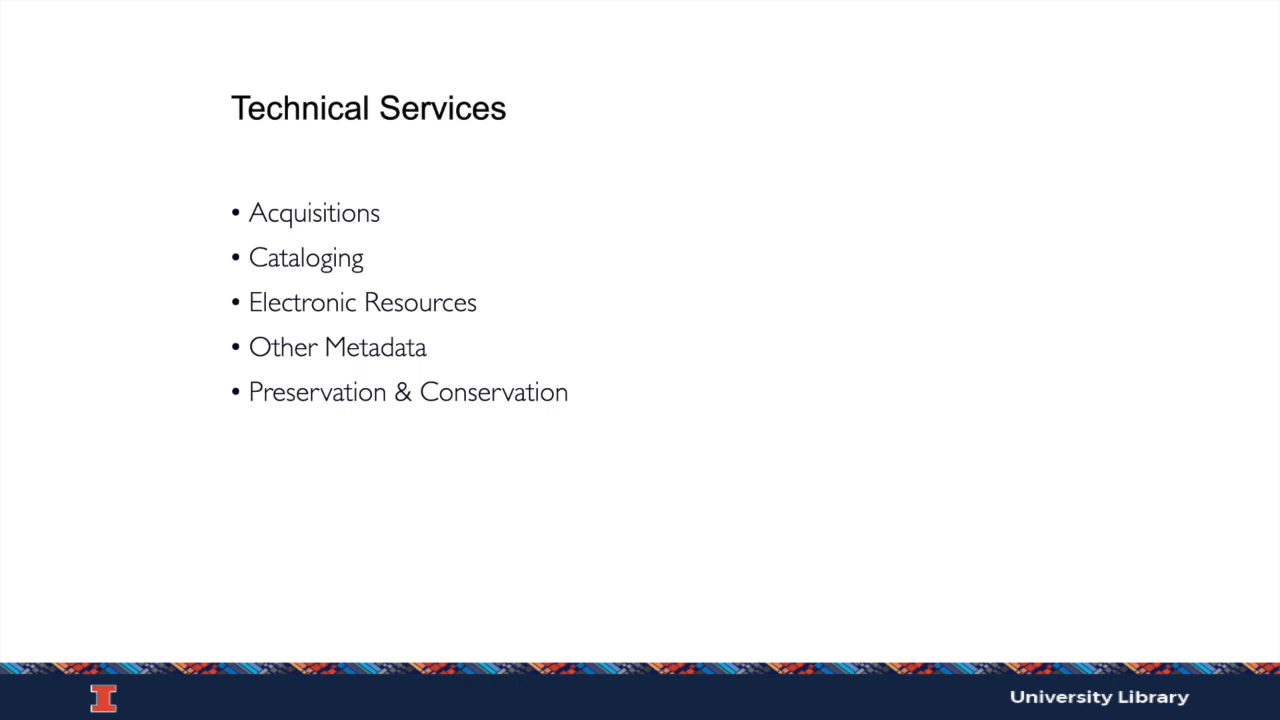 Technical Services
• Acquisitions
• Cataloging
• Electronic Resources
• Other Metadata
• Preservation & Conservation
I
University Library